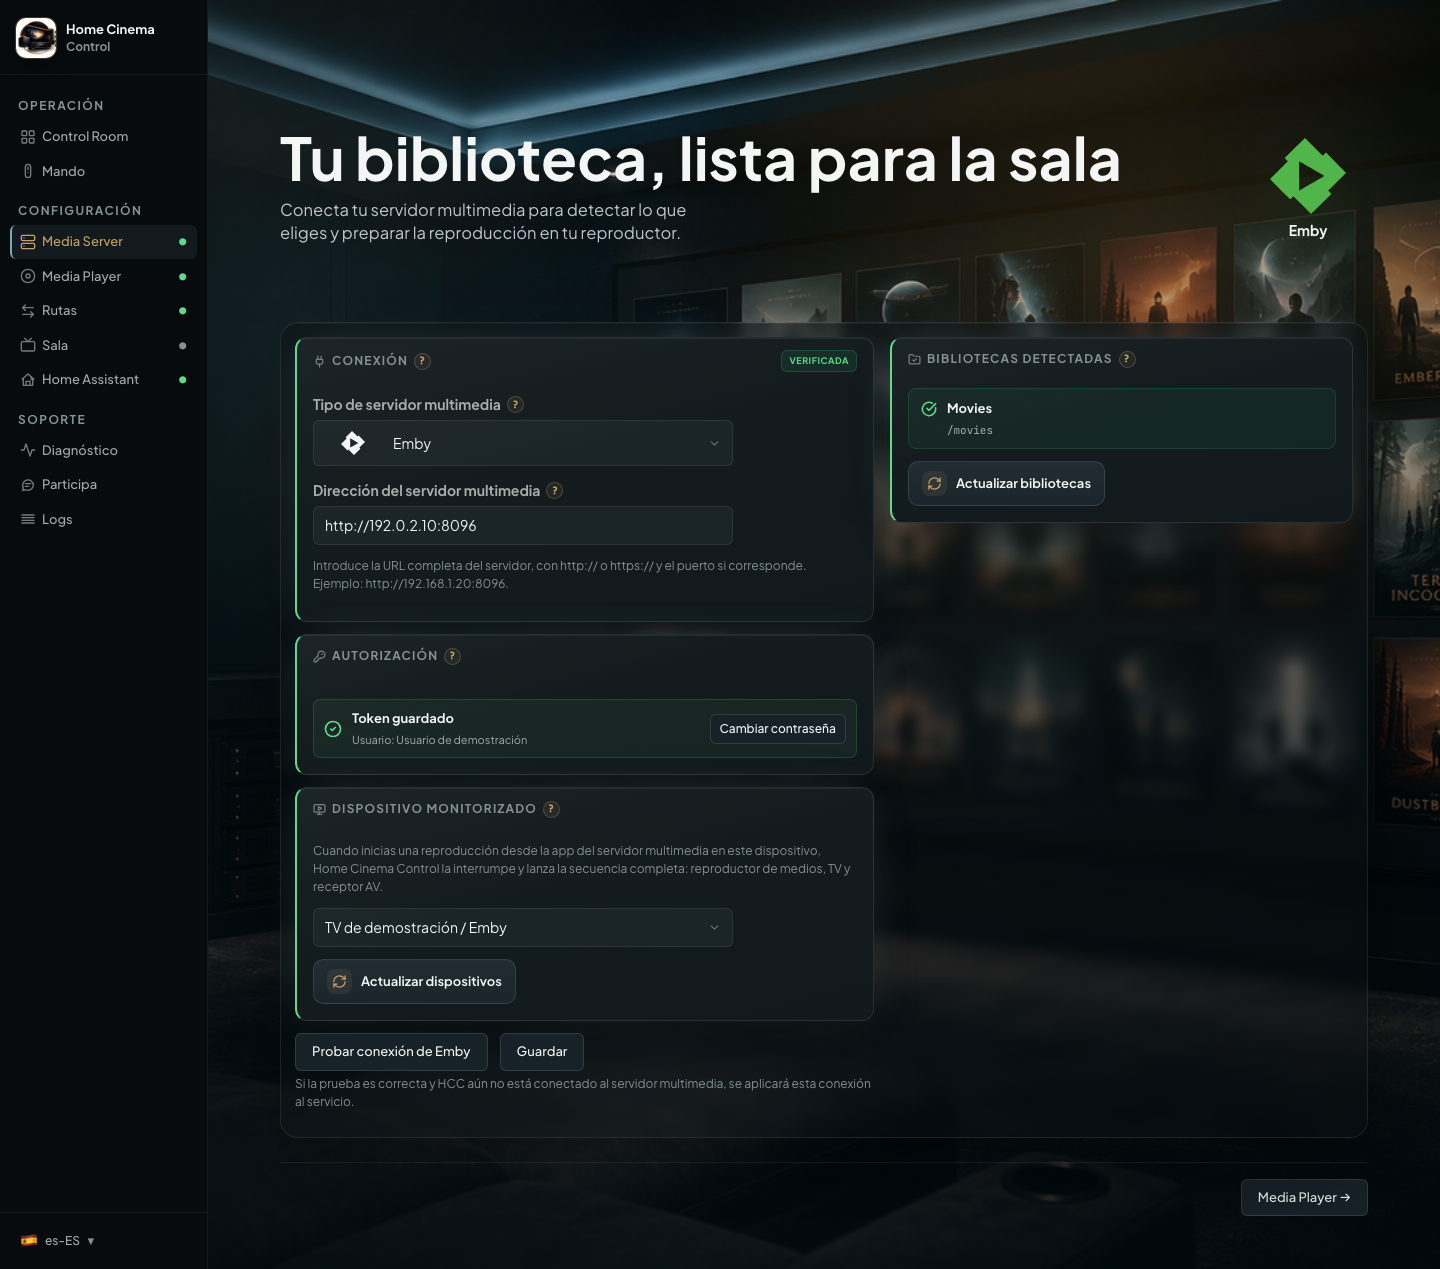 Home Cinema
Control
OPERACIÓN
Control Room
Mando
CONFIGURACIÓN
Media Server
Media Player
Rutas
Sala
Home Assistant
SOPORTE
Diagnóstico
Participa
Logs
es-ES ▾
Tu biblioteca, lista para la sala
Conecta tu servidor multimedia para detectar lo que
eliges y preparar la reproducción en tu reproductor.
Emby
CONEXIÓN ?
VERIFICADA
Tipo de servidor multimedia ?
Emby
Dirección del servidor multimedia ?
http://192.0.2.10:8096
Introduce la URL completa del servidor, con http:// o https:// y el puerto si corresponde.
Ejemplo: http://192.168.1.20:8096.
AUTORIZACIÓN ?
Token guardado
Usuario: Usuario de demostración
Cambiar contraseña
DISPOSITIVO MONITORIZADO ?
Cuando inicias una reproducción desde la app del servidor multimedia en este dispositivo,
Home Cinema Control la interrumpe y lanza la secuencia completa: reproductor de medios, TV y
receptor AV.
TV de demostración / Emby
Actualizar dispositivos
Probar conexión de Emby
Guardar
Si la prueba es correcta y HCC aún no está conectado al servidor multimedia, se aplicará esta conexión
al servicio.
BIBLIOTECAS DETECTADAS ?
Movies
/movies
Actualizar bibliotecas
Media Player →